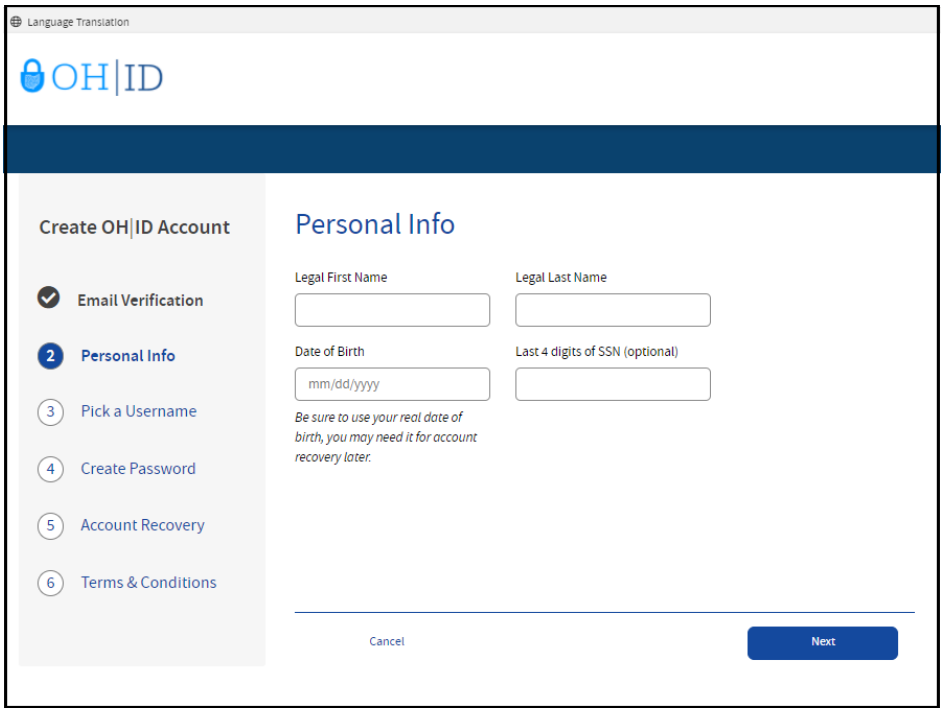 Language Translation
OH|ID
Create OH|ID Account
Email Verification
2 Personal Info
3 Pick a Username
4 Create Password
5 Account Recovery
6 Terms & Conditions
Personal Info
Legal First Name Legal Last Name
Date of Birth Last 4 digits of SSN (optional)
mm/dd/yyyy
Be sure to use your real date of
birth, you may need it for account
recovery later.
Cancel Next